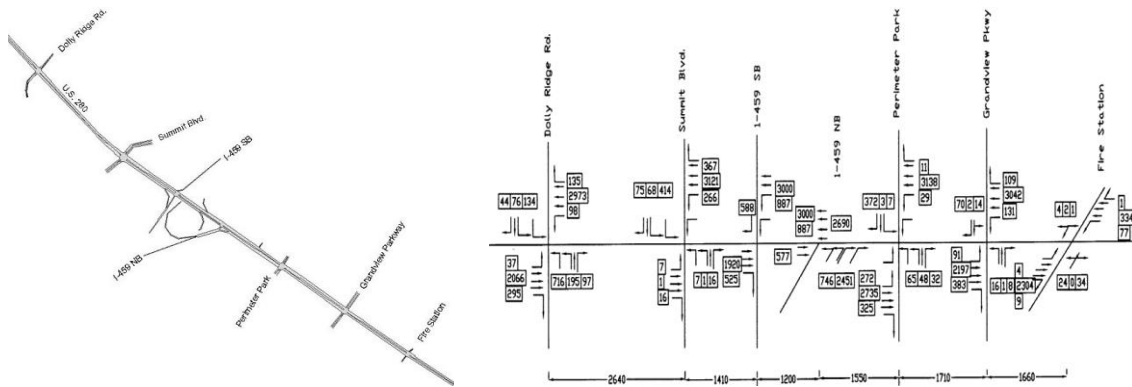 Dolly Ridge Rd.
U.S. 280
Summit Blvd.
I-459 SB
I-459 NB
Perimeter Park
Grandview Parkway
Fire Station
Dolly Ridge Rd.
Summit Blvd.
I-459 SB
I-459 NB
Perimeter Park
Grandview Pkwy
Fire Station
44 76 134
135
2973
98
37
2066
295
716 195 97
75 68 414
367
3121
266
7
1
16
7 1 16
588
3000
887
1920
525
3000
887
2690
577
746 2451
372 3 7
11
3138
29
272
2735
325
65 48 32
70 2 14
109
3042
131
91
2197
383
16 1 8
4
2304
9
4 2 1
1
334
77
24 0 34
2640
1410
1200
1550
1710
1660